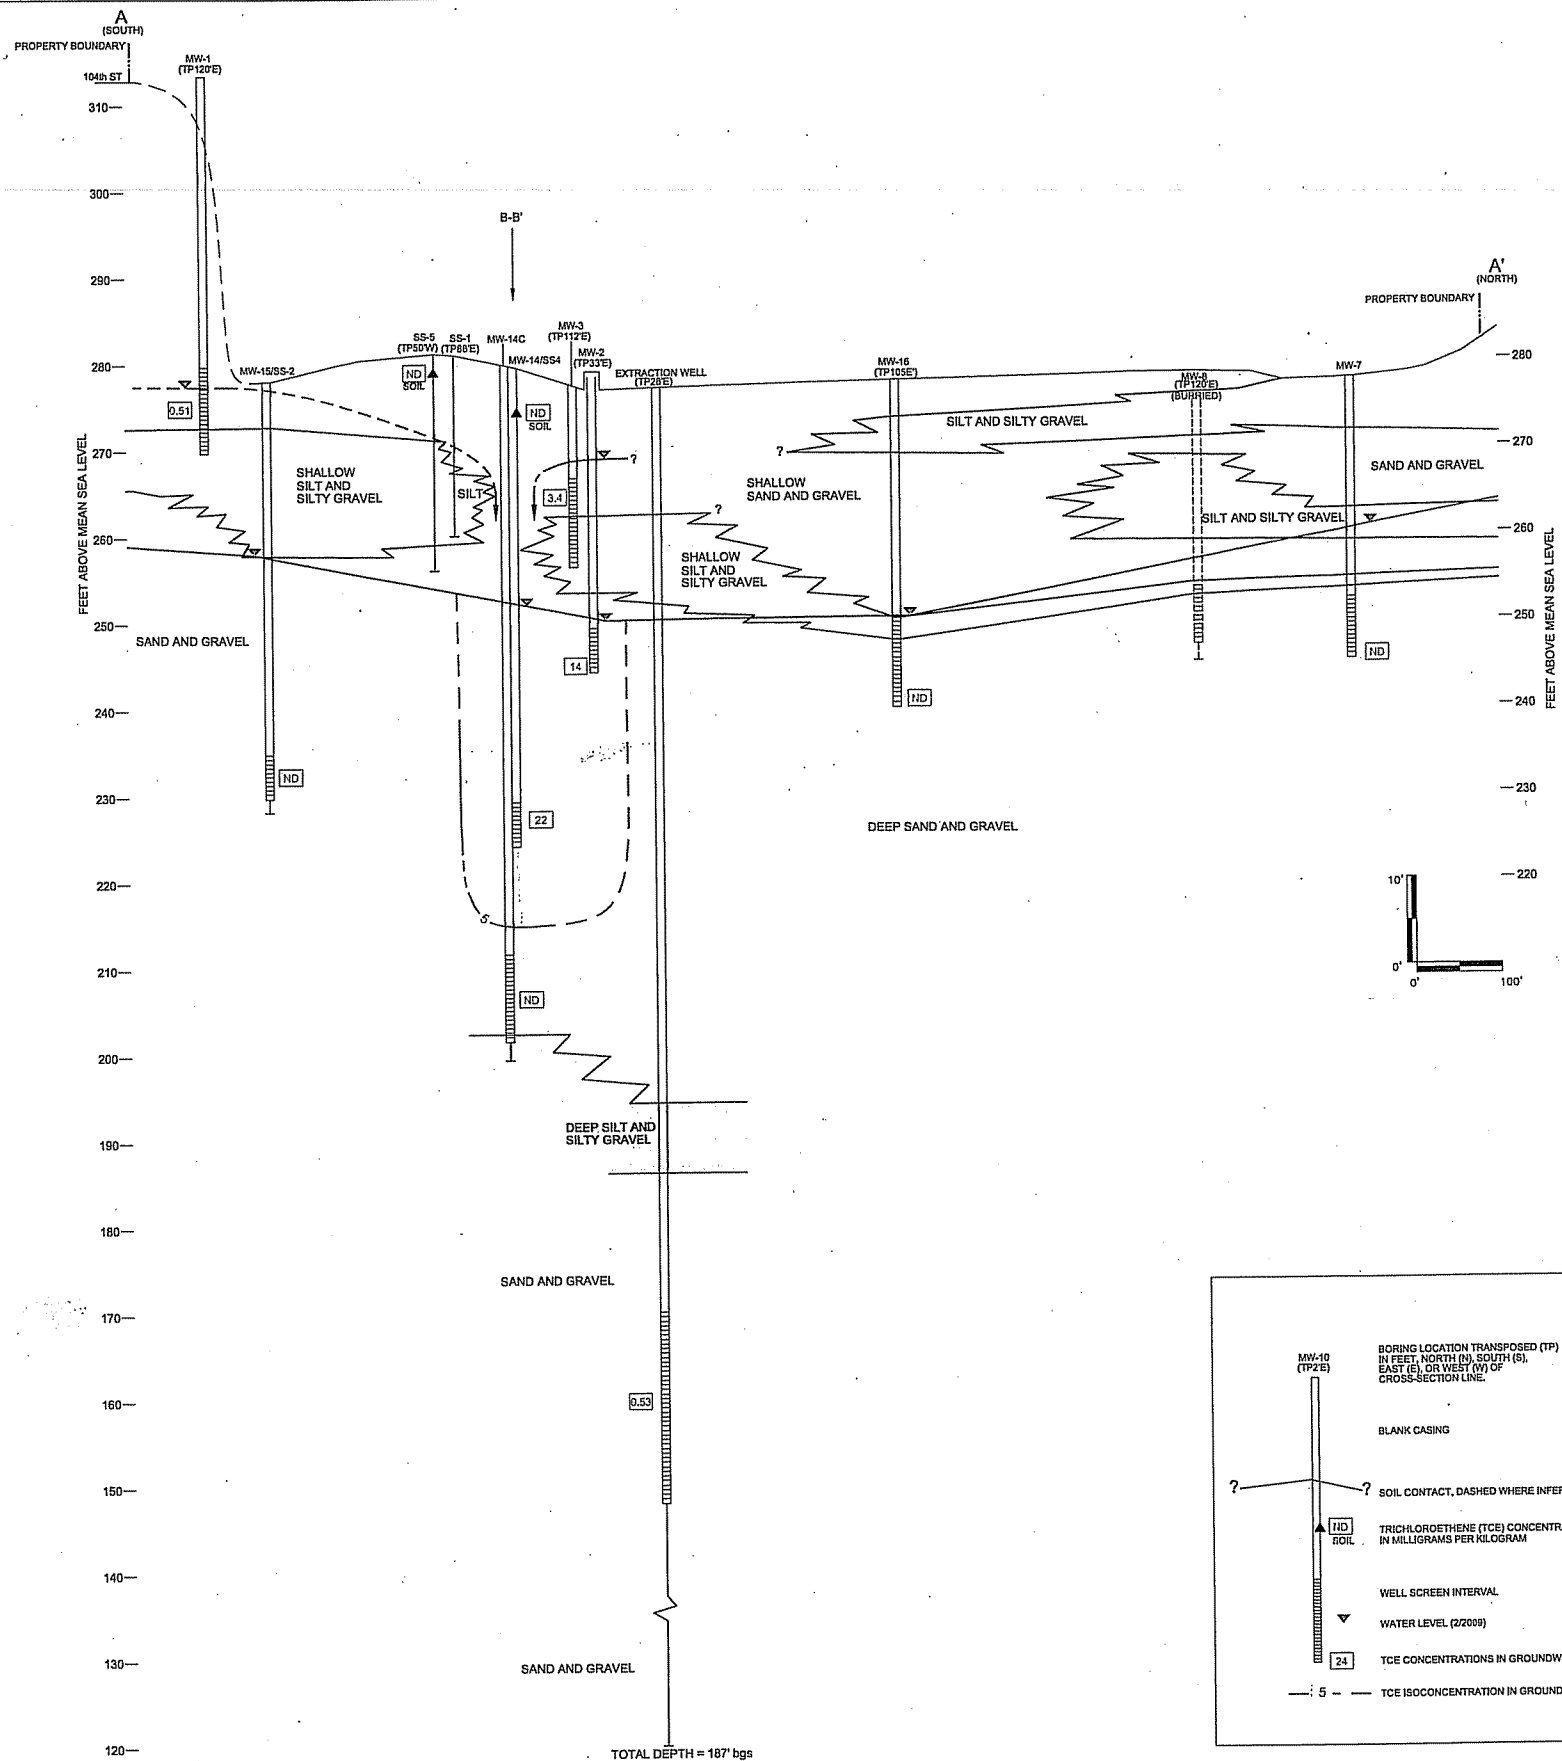 A
(SOUTH)
PROPERTY BOUNDARY
104th ST
MW-1
(TP120'E)
310
300
290
280
270
260
250
240
230
220
210
200
190
180
170
160
150
140
130
120
FEET ABOVE MEAN SEA LEVEL
0.51
MW-15/SS-2
B-B'
SS-5
(TP50'W)
SS-1
(TP88'E)
MW-14C
MW-14/SS4
MW-3
(TP112'E)
MW-2
(TP33'E)
EXTRACTION WELL
(TP28'E)
MW-16
(TP105E')
MW-8
(TP120'E)
(BURRIED)
MW-7
A'
(NORTH)
PROPERTY BOUNDARY
280
270
260
250
240
230
220
FEET ABOVE MEAN SEA LEVEL
ND
SOIL
ND
SOIL
SHALLOW
SILT AND
SILTY GRAVEL
SILT
3.4
?
?
?
SHALLOW
SAND AND GRAVEL
SILT AND SILTY GRAVEL
SAND AND GRAVEL
SILT AND SILTY GRAVEL
SHALLOW
SILT AND
SILTY GRAVEL
SAND AND GRAVEL
14
ND
ND
ND
22
5
ND
DEEP SAND AND GRAVEL
10'
0'
0'
100'
DEEP SILT AND
SILTY GRAVEL
SAND AND GRAVEL
0.53
SAND AND GRAVEL
TOTAL DEPTH = 187' bgs
MW-10
(TP2'E)
BORING LOCATION TRANSPOSED (TP)
IN FEET, NORTH (N), SOUTH (S),
EAST (E), OR WEST (W) OF
CROSS-SECTION LINE.
BLANK CASING
? ? SOIL CONTACT, DASHED WHERE INFER
ND
SOIL
TRICHLOROETHENE (TCE) CONCENTR
IN MILLIGRAMS PER KILOGRAM
WELL SCREEN INTERVAL
WATER LEVEL (2/2009)
24 TCE CONCENTRATIONS IN GROUNDW
5 TCE ISOCONCENTRATION IN GROUND